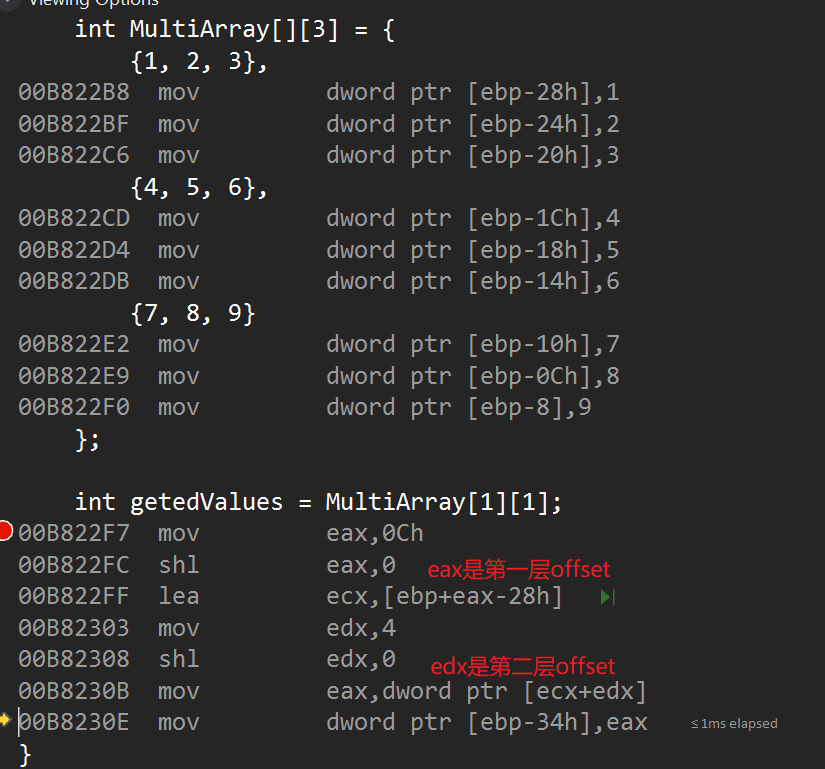 Viewing Options
int MultiArray[][3] = {
{1, 2, 3},
00B822B8 mov dword ptr [ebp-28h],1
00B822BF mov dword ptr [ebp-24h],2
00B822C6 mov dword ptr [ebp-20h],3
{4, 5, 6},
00B822CD mov dword ptr [ebp-1Ch],4
00B822D4 mov dword ptr [ebp-18h],5
00B822DB mov dword ptr [ebp-14h],6
{7, 8, 9}
00B822E2 mov dword ptr [ebp-10h],7
00B822E9 mov dword ptr [ebp-0Ch],8
00B822F0 mov dword ptr [ebp-8],9
};
int getedValues = MultiArray[1][1];
00B822F7 mov eax,0Ch
00B822FC shl eax,0 eax是第一层offset
00B822FF lea ecx,[ebp+eax-28h]
00B82303 mov edx,4
00B82308 shl edx,0 edx是第二层offset
00B8230B mov eax,dword ptr [ecx+edx]
00B8230E mov dword ptr [ebp-34h],eax ≤1ms elapsed
}